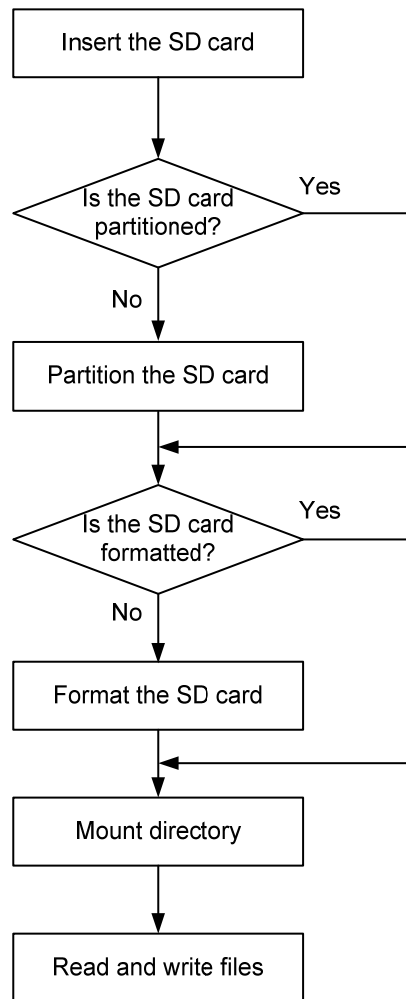 Insert the SD card
Is the SD card
partitioned?
Yes
No
Partition the SD card
Is the SD card
formatted?
Yes
No
Format the SD card
Mount directory
Read and write files